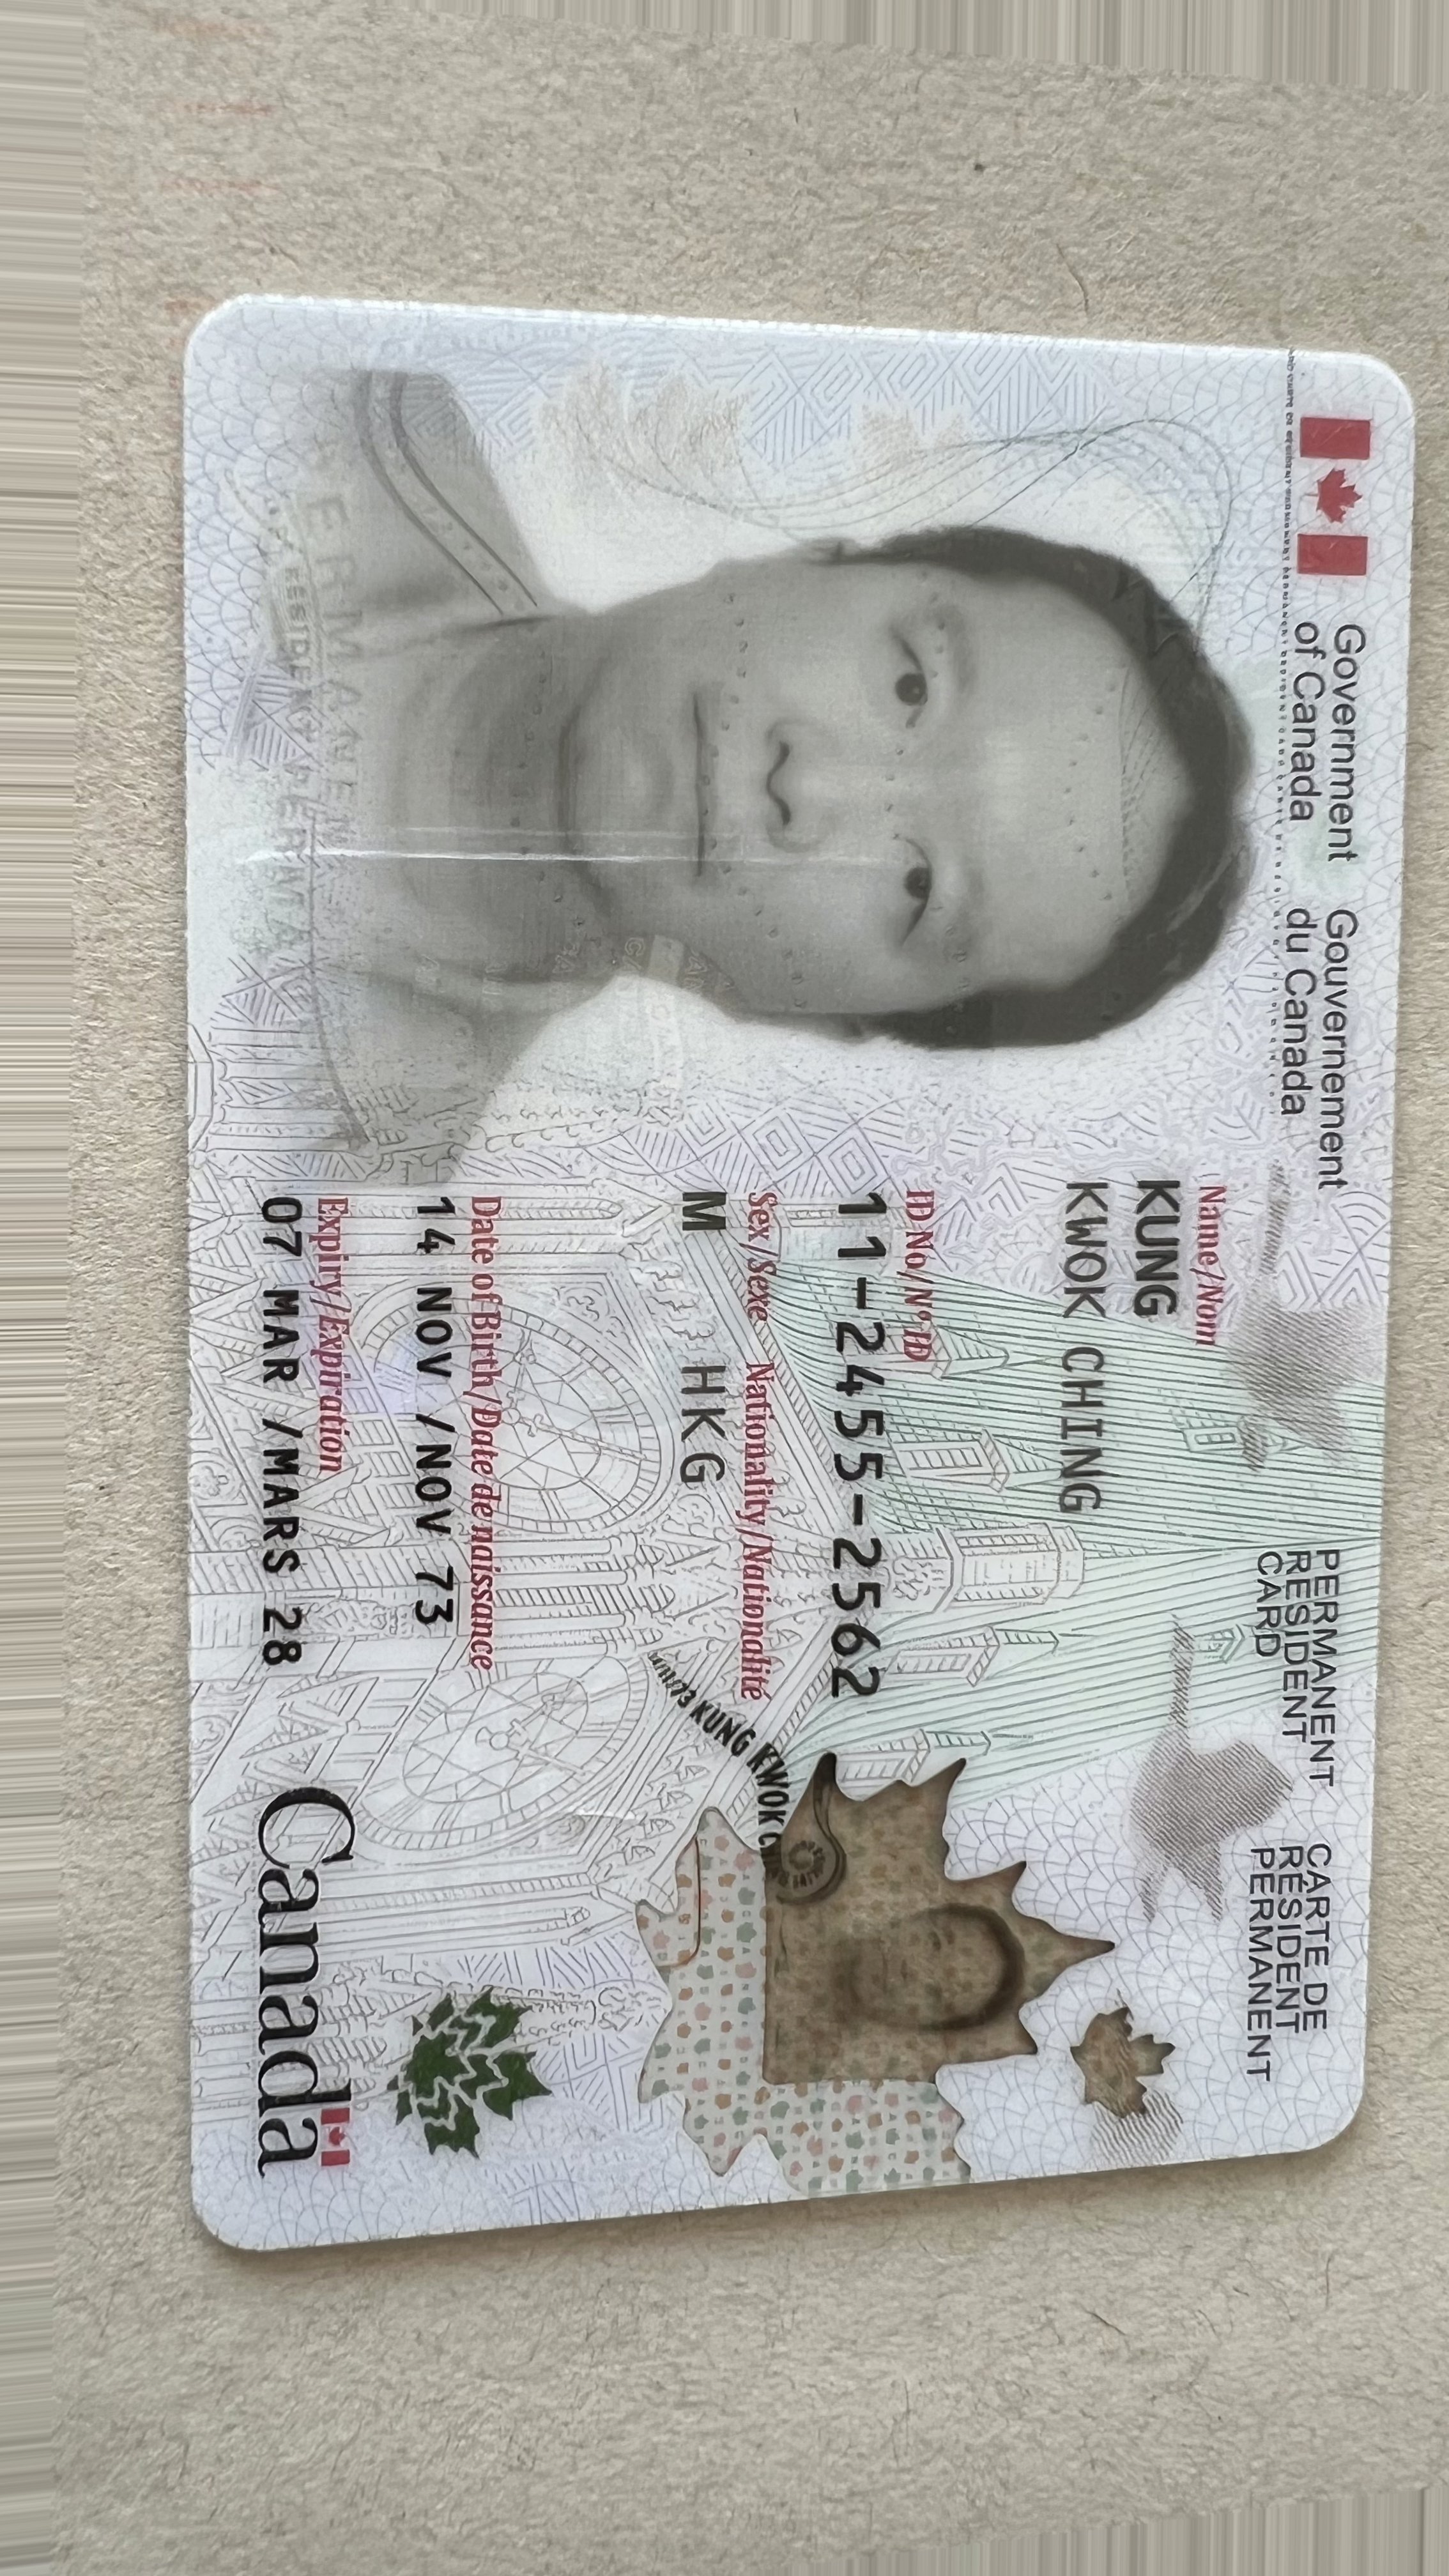 Government of Canada
Gouvernement du Canada
PERMANENT RESIDENT CARD
CARTE DE RÉSIDENT PERMANENT
Name/Nom
KUNG
KWOK CHING
ID No/Nº ID
11-2455-2562
Sex/Sexe Nationality/Nationalité
M HKG
Date of Birth/Date de naissance
14 NOV /NOV 73
Expiry/Expiration
07 MAR /MARS 28
KUNG KWOK
Canada